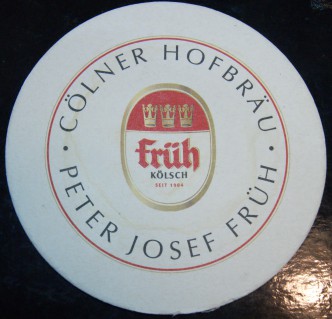 CÖLNER HOFBRÄU
früh
KÖLSCH
SEIT 1904
· PETER JOSEF FRÜH ·